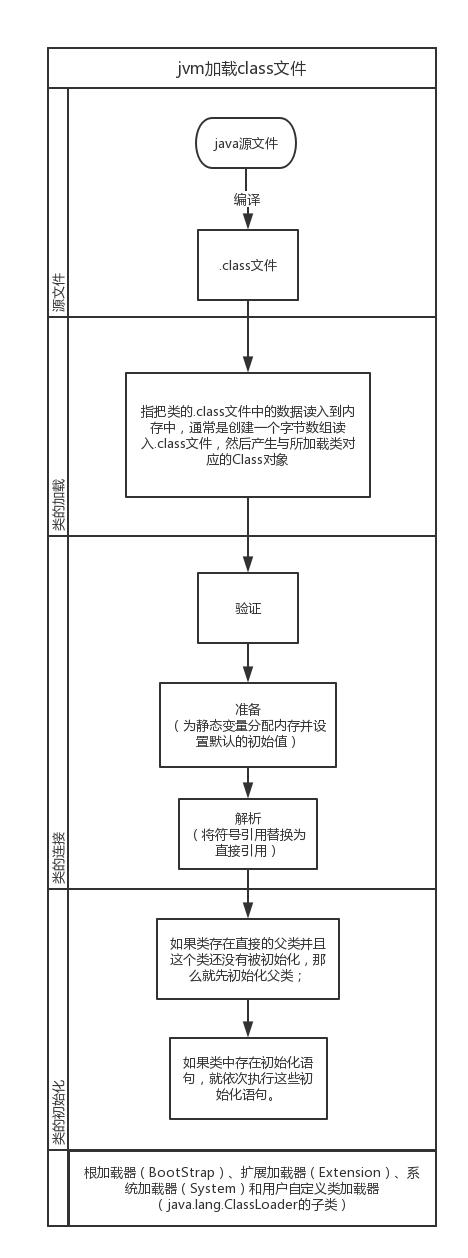 jvm加载class文件
java源文件
编译
.class文件
源文件
指把类的.class文件中的数据读入到内
存中，通常是创建一个字节数组读
入.class文件，然后产生与所加载类对
应的Class对象
类的加载
验证
准备
（为静态变量分配内存并设
置默认的初始值）
解析
（将符号引用替换为
直接引用）
类的连接
如果类存在直接的父类并且
这个类还没有被初始化，那
么就先初始化父类；
如果类中存在初始化语
句，就依次执行这些初
始化语句。
类的初始化
根加载器（BootStrap）、扩展加载器（Extension）、系
统加载器（System）和用户自定义类加载器
（java.lang.ClassLoader的子类）